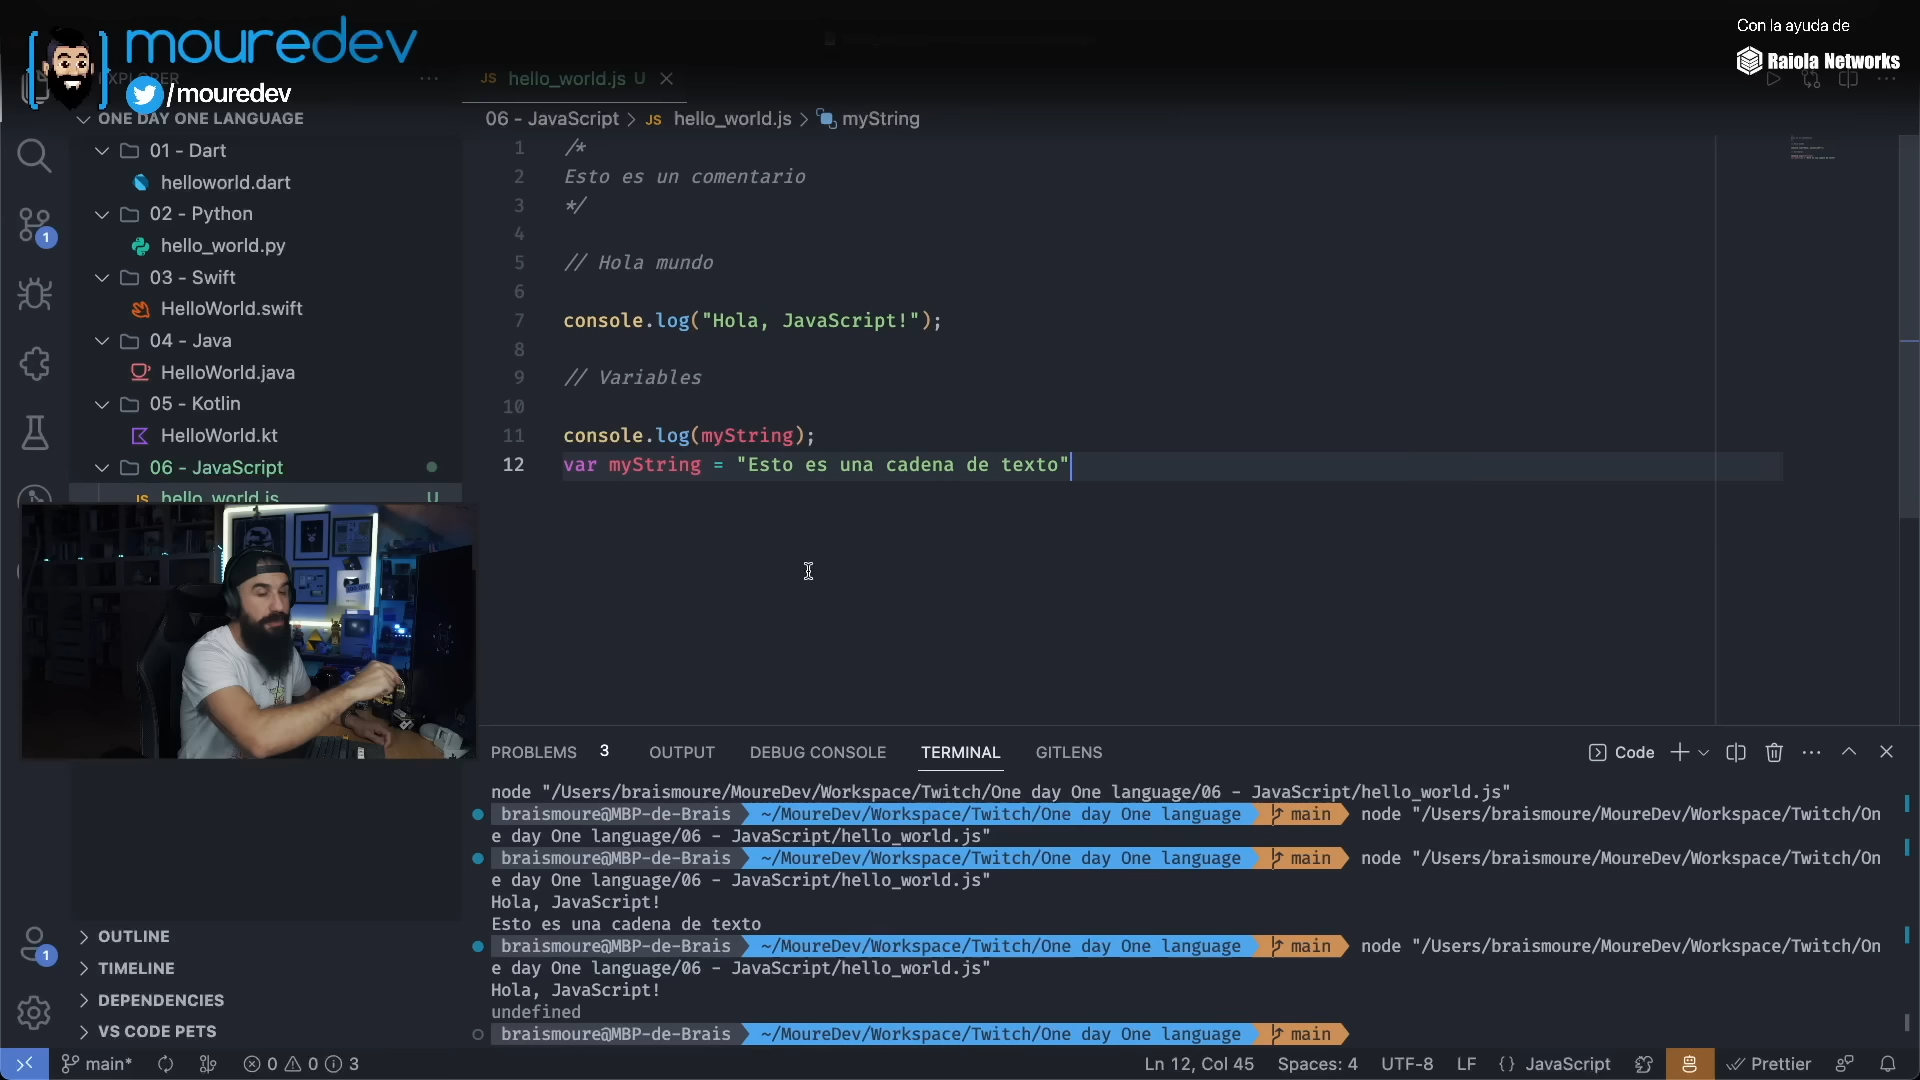 mouredev
/mouredev
Con la ayuda de
Raiola Networks
EXPLORER
JS hello_world.js U
ONE DAY ONE LANGUAGE
06 - JavaScript > JS hello_world.js > myString
01 - Dart
helloworld.dart
02 - Python
hello_world.py
03 - Swift
HelloWorld.swift
04 - Java
HelloWorld.java
05 - Kotlin
HelloWorld.kt
06 - JavaScript
JS hello_world.js U
1
1 /*
2 Esto es un comentario
3 */
4
5 // Hola mundo
6
7 console.log("Hola, JavaScript!");
8
9 // Variables
10
11 console.log(myString);
12 var myString = "Esto es una cadena de texto"
PROBLEMS 3 OUTPUT DEBUG CONSOLE TERMINAL GITLENS
Code
node "/Users/braismoure/MoureDev/Workspace/Twitch/One day One language/06 - JavaScript/hello_world.js"
braismoure@MBP-de-Brais ~/MoureDev/Workspace/Twitch/One day One language main node "/Users/braismoure/MoureDev/Workspace/Twitch/On
e day One language/06 - JavaScript/hello_world.js"
braismoure@MBP-de-Brais ~/MoureDev/Workspace/Twitch/One day One language main node "/Users/braismoure/MoureDev/Workspace/Twitch/On
e day One language/06 - JavaScript/hello_world.js"
Hola, JavaScript!
Esto es una cadena de texto
braismoure@MBP-de-Brais ~/MoureDev/Workspace/Twitch/One day One language main node "/Users/braismoure/MoureDev/Workspace/Twitch/On
e day One language/06 - JavaScript/hello_world.js"
Hola, JavaScript!
undefined
braismoure@MBP-de-Brais ~/MoureDev/Workspace/Twitch/One day One language main
OUTLINE
TIMELINE
DEPENDENCIES
VS CODE PETS
1
main* 0 0 3
Ln 12, Col 45 Spaces: 4 UTF-8 LF {} JavaScript Prettier